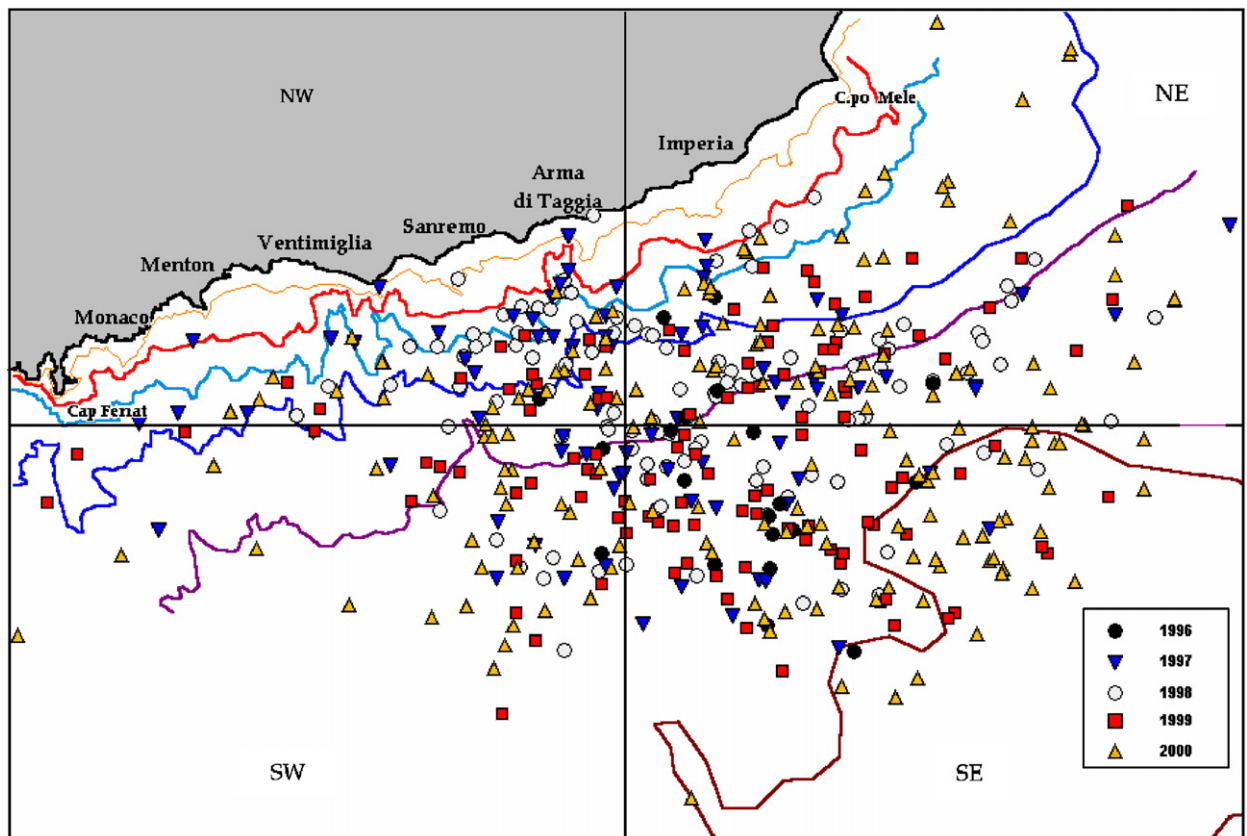 NW
NE
C.po Mele
Imperia
Arma
di Taggia
Sanremo
Ventimiglia
Menton
Monaco
Cap Ferrat
1996
1997
1998
1999
2000
SW
SE